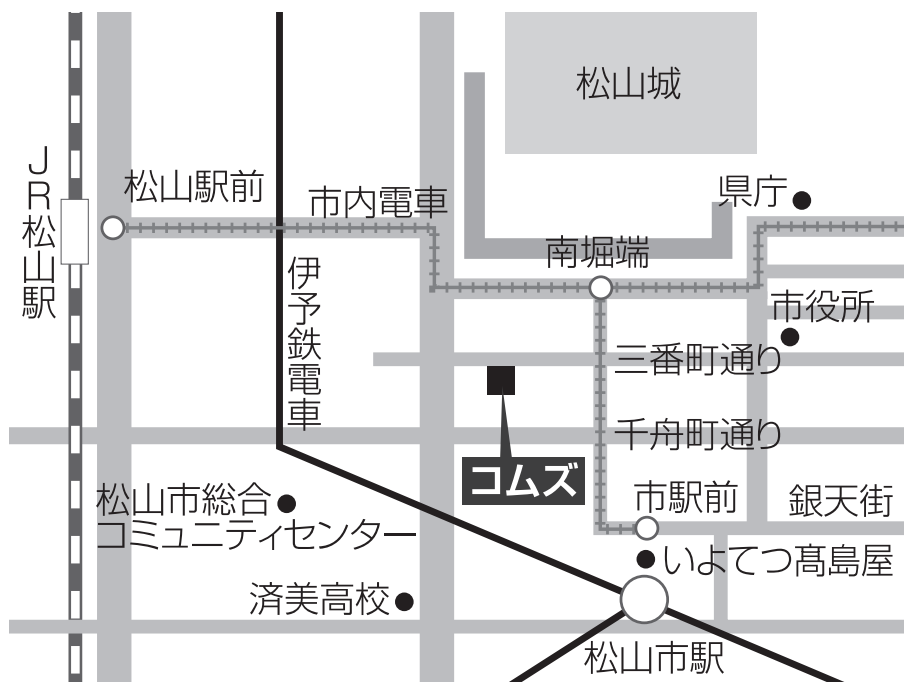 松山城
JR松山駅
松山駅前
市内電車
県庁
南堀端
伊予鉄電車
市役所
三番町通り
千舟町通り
コムズ
松山市総合
コミュニティセンター
市駅前
銀天街
いよてつ髙島屋
済美高校
松山市駅